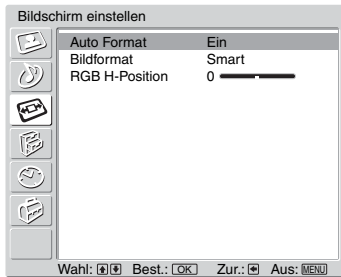 Bildschirm einstellen
Auto Format Ein
Bildformat Smart
RGB H-Position 0
Wahl: Best.: OK Zur.: Aus: MENU